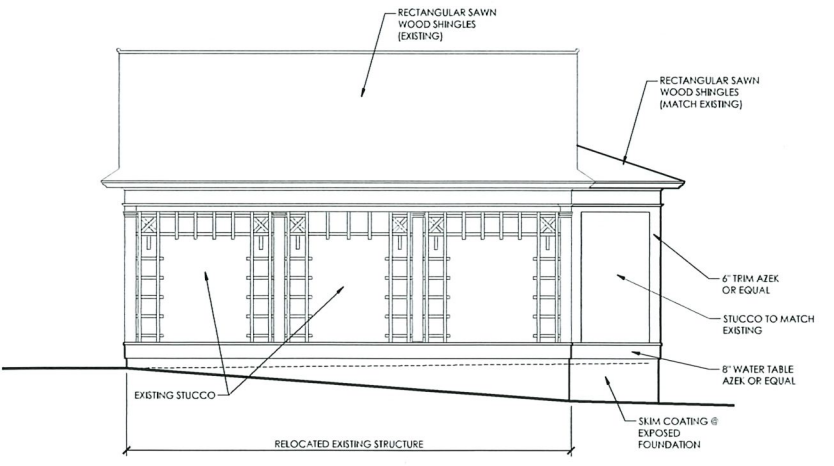 RECTANGULAR SAWN
WOOD SHINGLES
(EXISTING)
RECTANGULAR SAWN
WOOD SHINGLES
(MATCH EXISTING)
6" TRIM AZEK
OR EQUAL
STUCCO TO MATCH
EXISTING
8" WATER TABLE
AZEK OR EQUAL
EXISTING STUCCO
SKIM COATING @
EXPOSED
FOUNDATION
RELOCATED EXISTING STRUCTURE